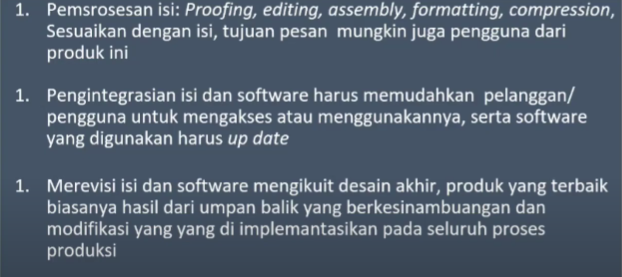 1. Pemsrosesan isi: Proofing, editing, assembly, formatting, compression,
Sesuaikan dengan isi, tujuan pesan mungkin juga pengguna dari
produk ini
1. Pengintegrasian isi dan software harus memudahkan pelanggan/
pengguna untuk mengakses atau menggunakannya, serta software
yang digunakan harus up date
1. Merevisi isi dan software mengikuit desain akhir, produk yang terbaik
biasanya hasil dari umpan balik yang berkesinambuangan dan
modifikasi yang yang di implemantasikan pada seluruh proses
produksi